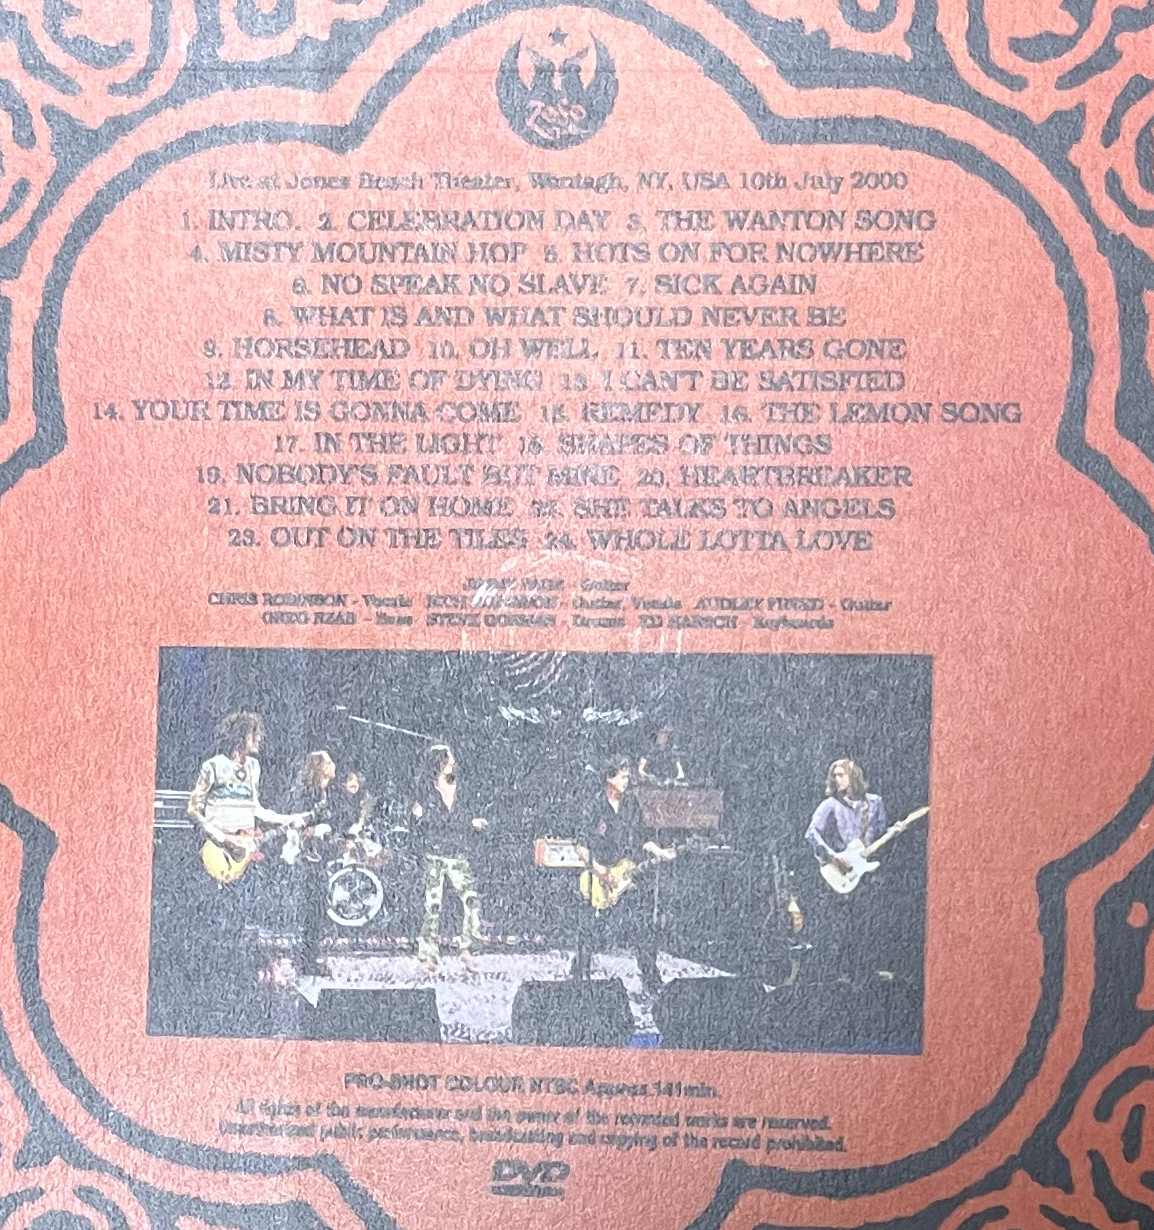 ZoSo
Live at Jones Beach Theater, Wantagh, NY, USA 10th July 2000
1. INTRO. 2. CELEBRATION DAY 3. THE WANTON SONG
4. MISTY MOUNTAIN HOP 5. HOTS ON FOR NOWHERE
6. NO SPEAK NO SLAVE 7. SICK AGAIN
8. WHAT IS AND WHAT SHOULD NEVER BE
9. HORSEHEAD 10. OH WELL 11. TEN YEARS GONE
12. IN MY TIME OF DYING 13. I CAN'T BE SATISFIED
14. YOUR TIME IS GONNA COME 15. REMEDY 16. THE LEMON SONG
17. IN THE LIGHT 18. SHAPES OF THINGS
19. NOBODY'S FAULT BUT MINE 20. HEARTBREAKER
21. BRING IT ON HOME 22. SHE TALKS TO ANGELS
23. OUT ON THE TILES 24. WHOLE LOTTA LOVE
JIMMY PAGE - Guitar
CHRIS ROBINSON - Vocals RICH ROBINSON - Guitar, Vocals AUDLEY FREED - Guitar
GREG RZAB - Bass STEVE GORMAN - Drums ED HARSCH - Keyboards
PRO-SHOT COLOUR NTSC Approx.141min.
All rights of the manufacturer and the owner of the recorded works are reserved.
Unauthorized public performance, broadcasting and copying of the record prohibited.
DVD